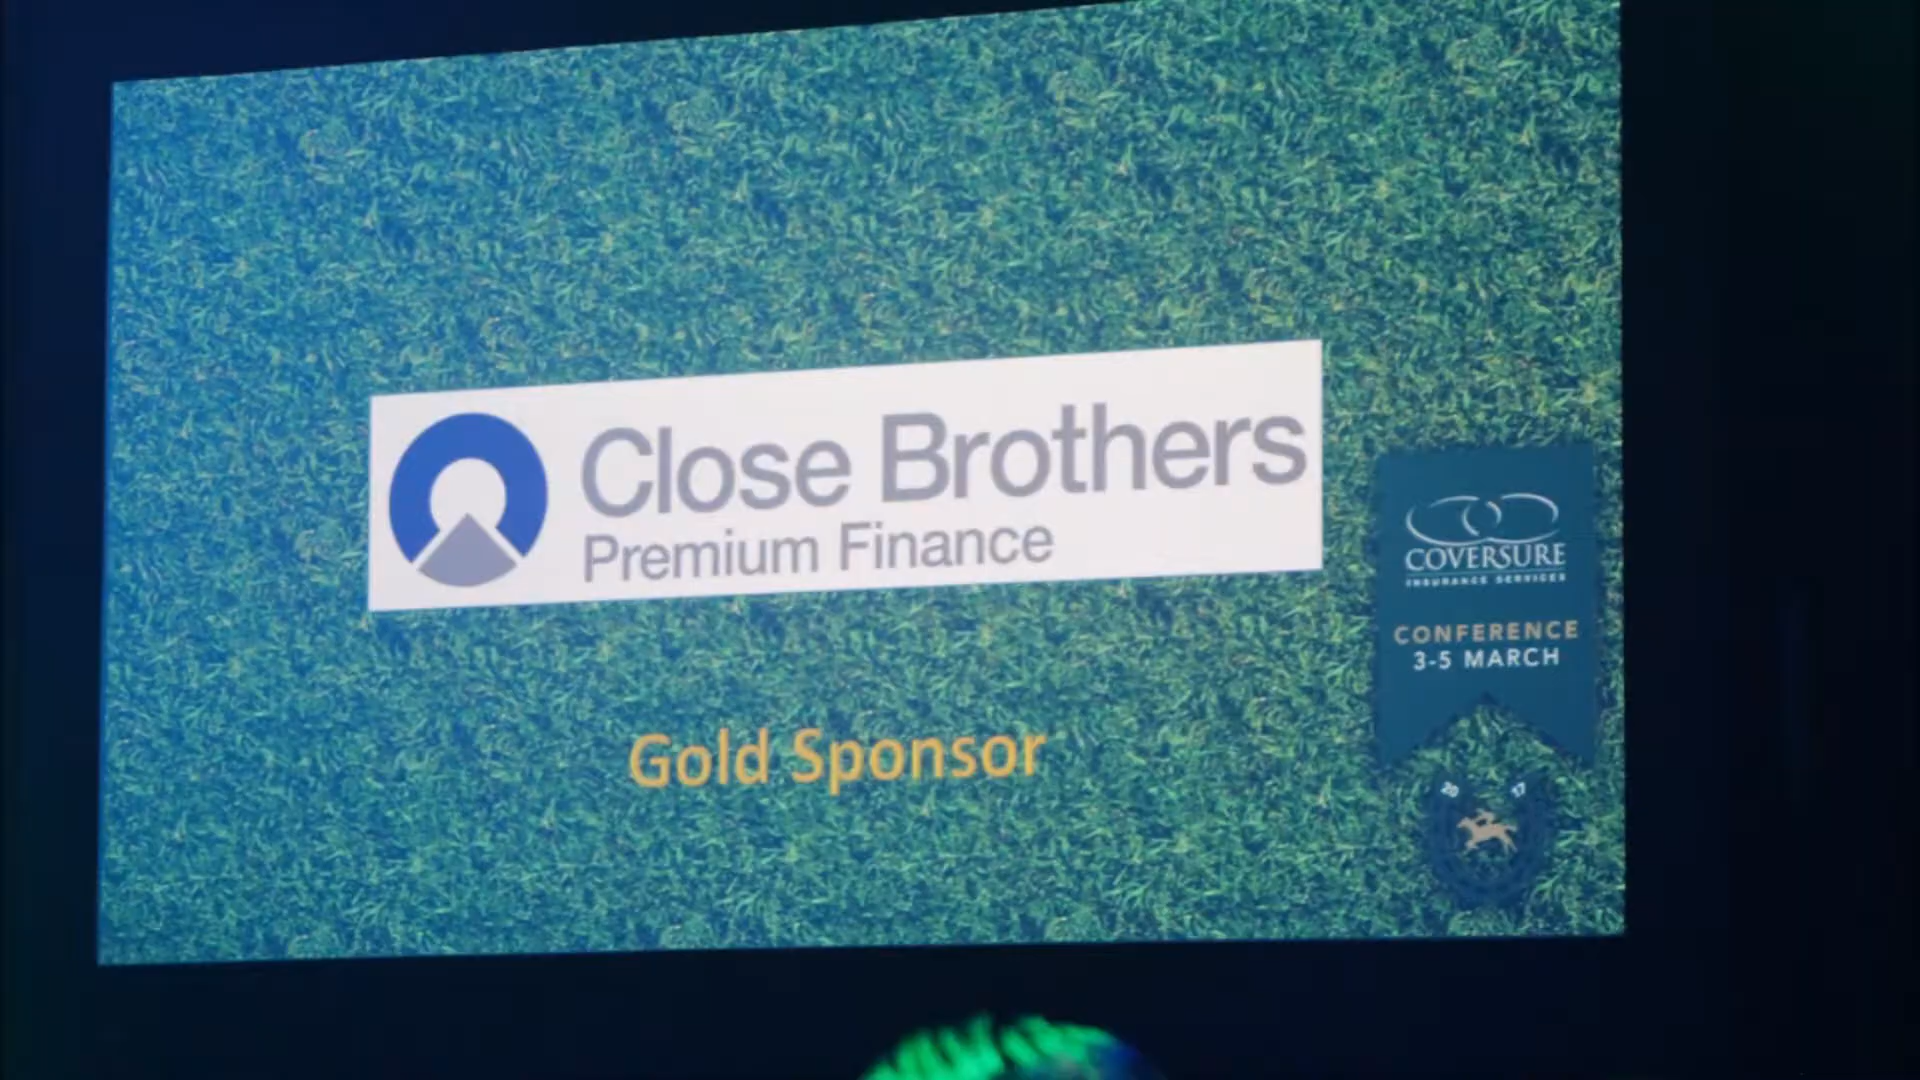 Close Brothers
Premium Finance
Gold Sponsor
COVERSURE
INSURANCE SERVICES
CONFERENCE
3-5 MARCH
20 17